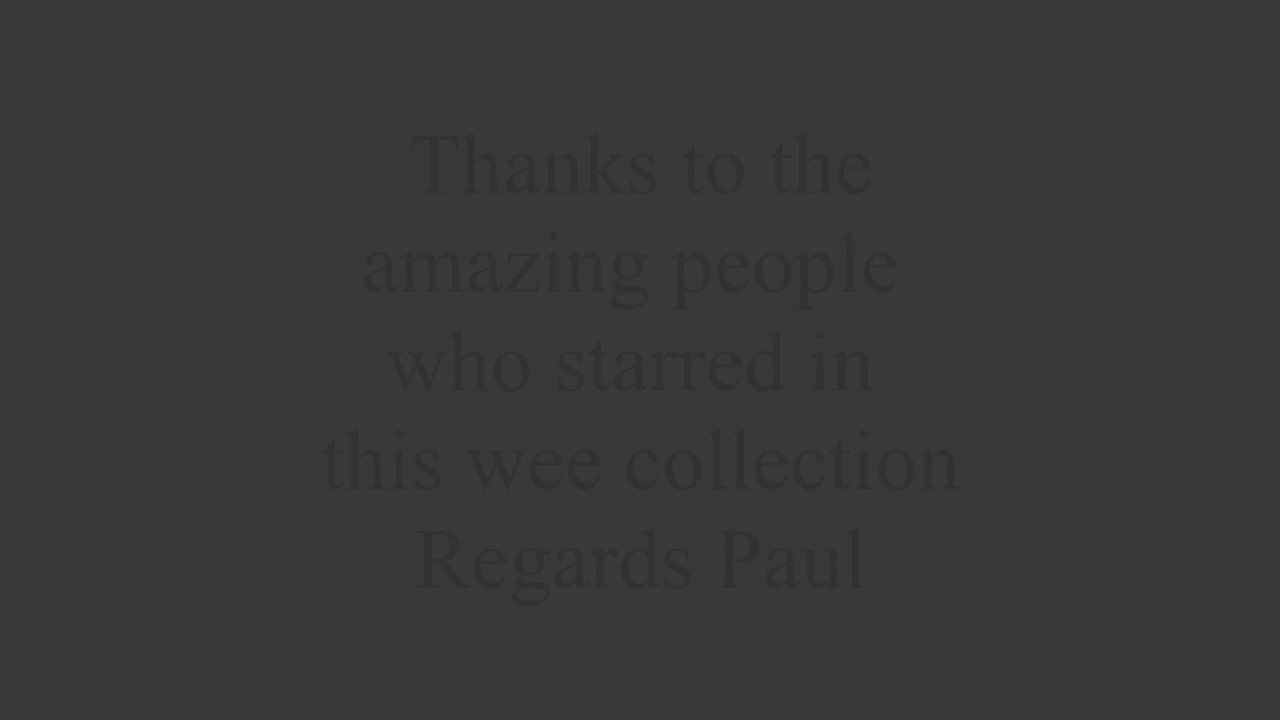 Thanks to the
amazing people
who starred in
this wee collection
Regards Paul